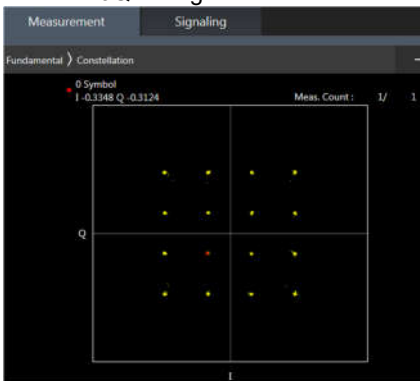 Measurement Signaling
Fundamental ⟩ Constellation
0 Symbol
I -0.3348 Q -0.3124 Meas. Count : 1/ 1
Q
I